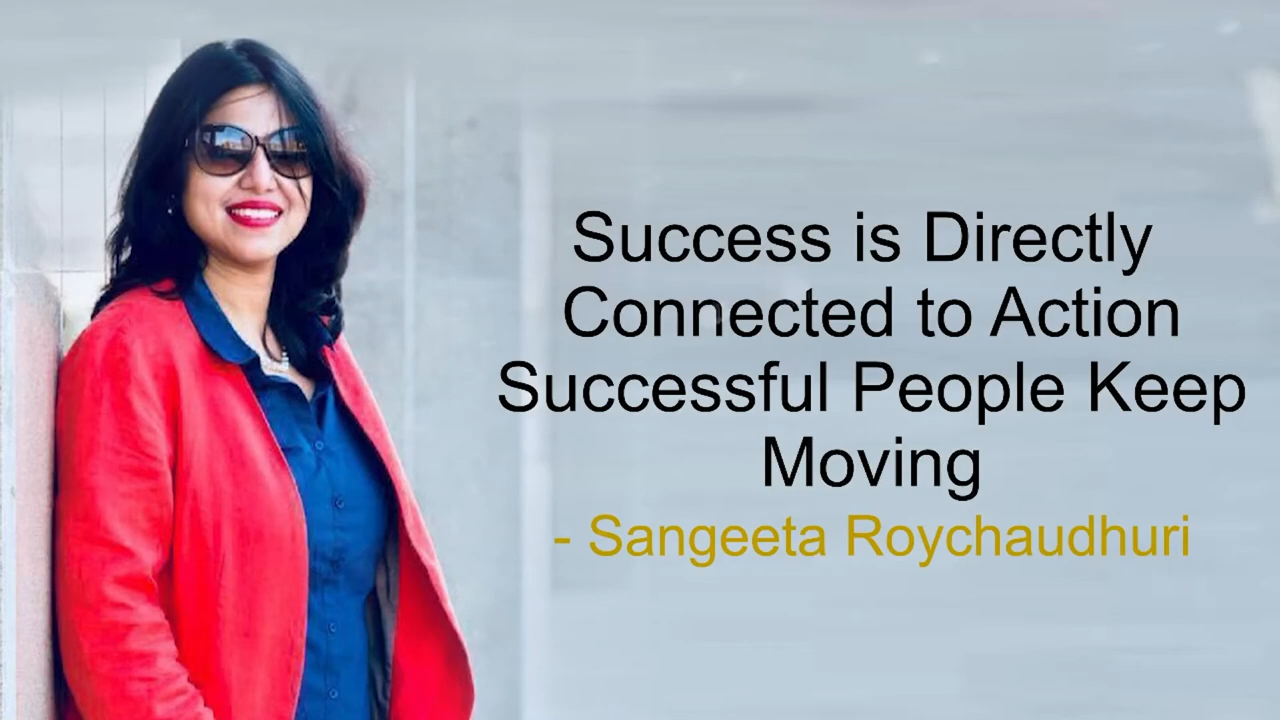 Success is Directly
Connected to Action
Successful People Keep
Moving
- Sangeeta Roychaudhuri